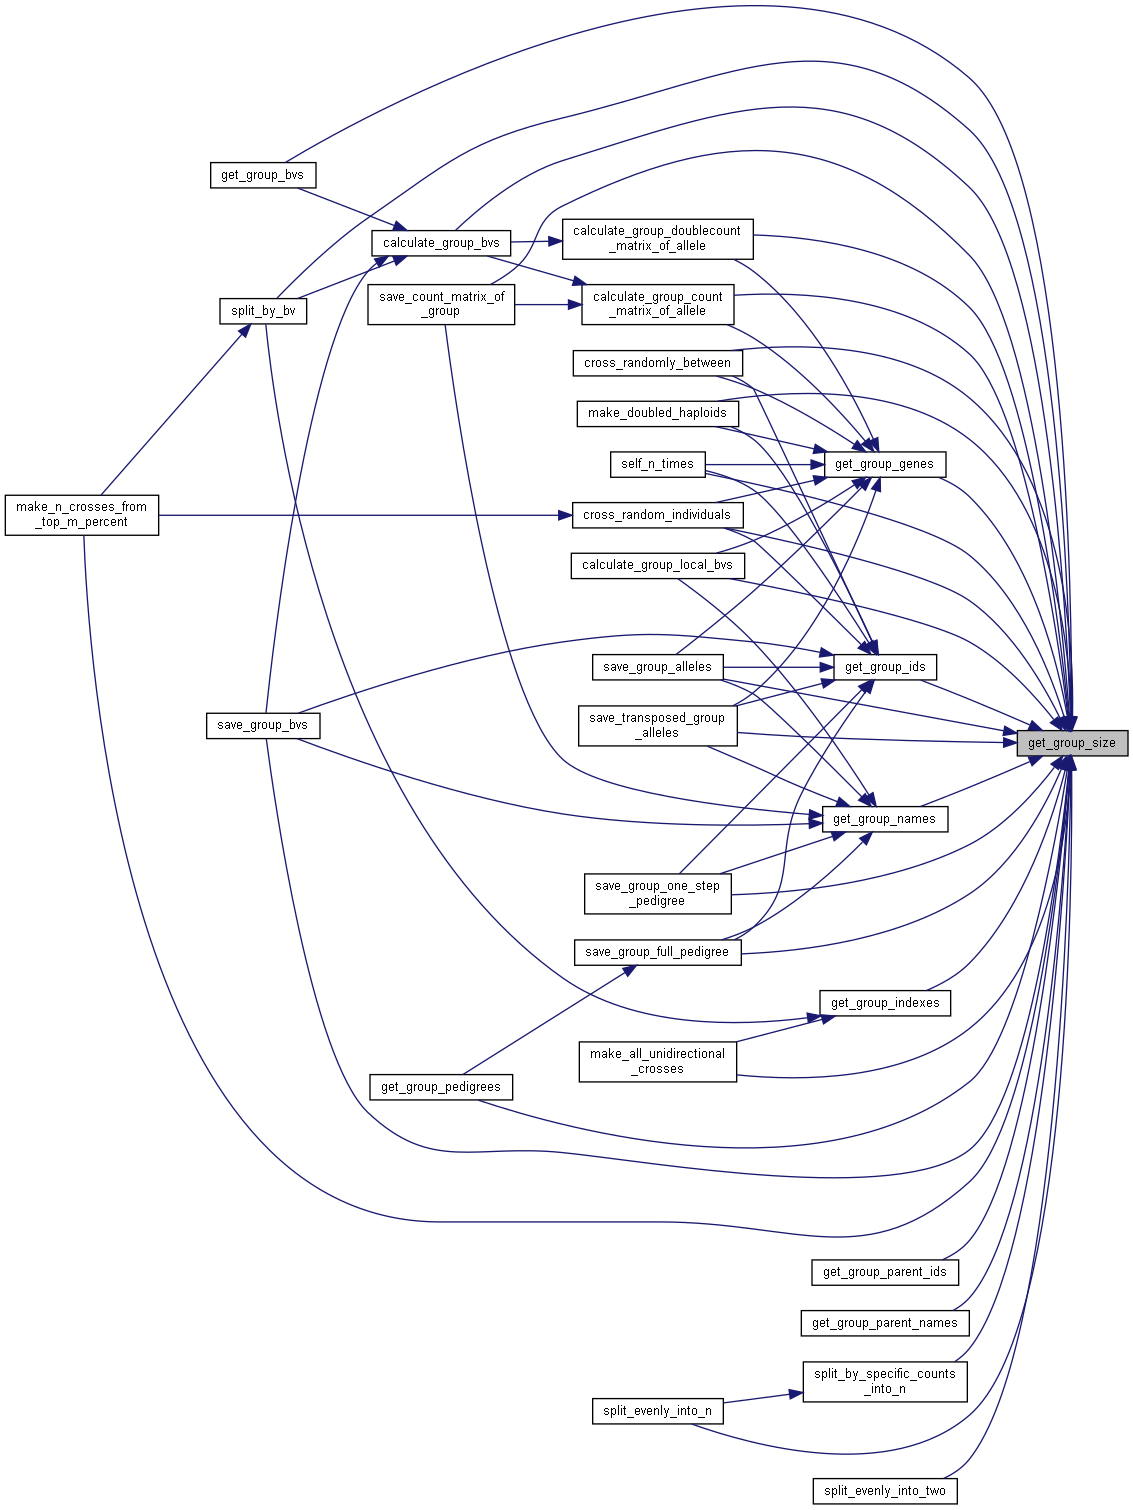 get_group_bvs
calculate_group_doublecount
_matrix_of_allele
calculate_group_bvs
save_count_matrix_of
_group
calculate_group_count
_matrix_of_allele
split_by_bv
cross_randomly_between
make_doubled_haploids
self_n_times
get_group_genes
make_n_crosses_from
_top_m_percent
cross_random_individuals
calculate_group_local_bvs
save_group_alleles
get_group_ids
save_group_bvs
save_transposed_group
_alleles
get_group_size
get_group_names
save_group_one_step
_pedigree
save_group_full_pedigree
get_group_indexes
make_all_unidirectional
_crosses
get_group_pedigrees
get_group_parent_ids
get_group_parent_names
split_by_specific_counts
_into_n
split_evenly_into_n
split_evenly_into_two